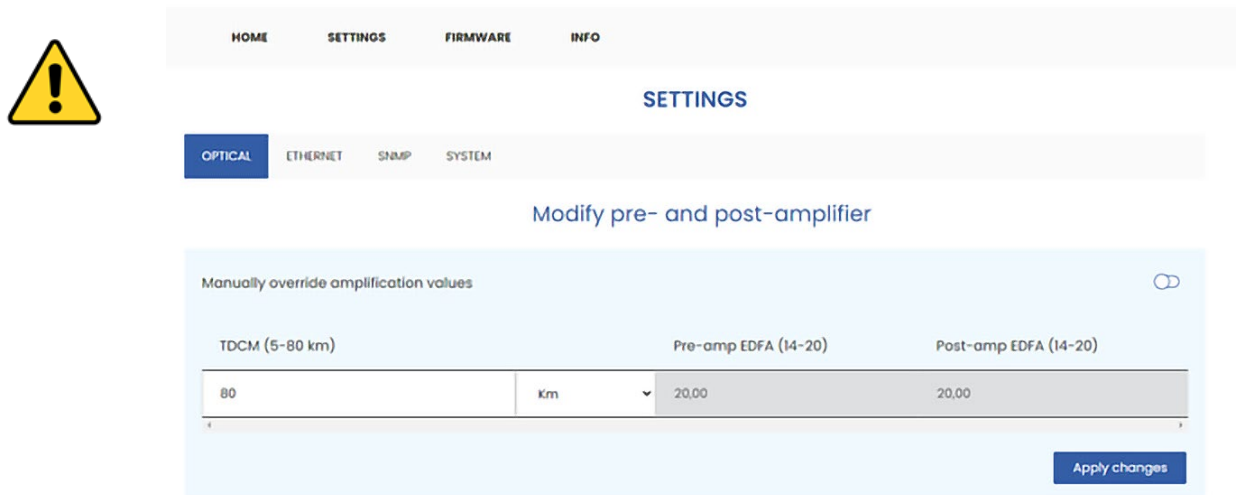 HOME SETTINGS FIRMWARE INFO
SETTINGS
OPTICAL ETHERNET SNMP SYSTEM
Modify pre- and post-amplifier
Manually override amplification values
TDCM (5-80 km) Pre-amp EDFA (14-20) Post-amp EDFA (14-20)
80 Km 20,00 20,00
Apply changes